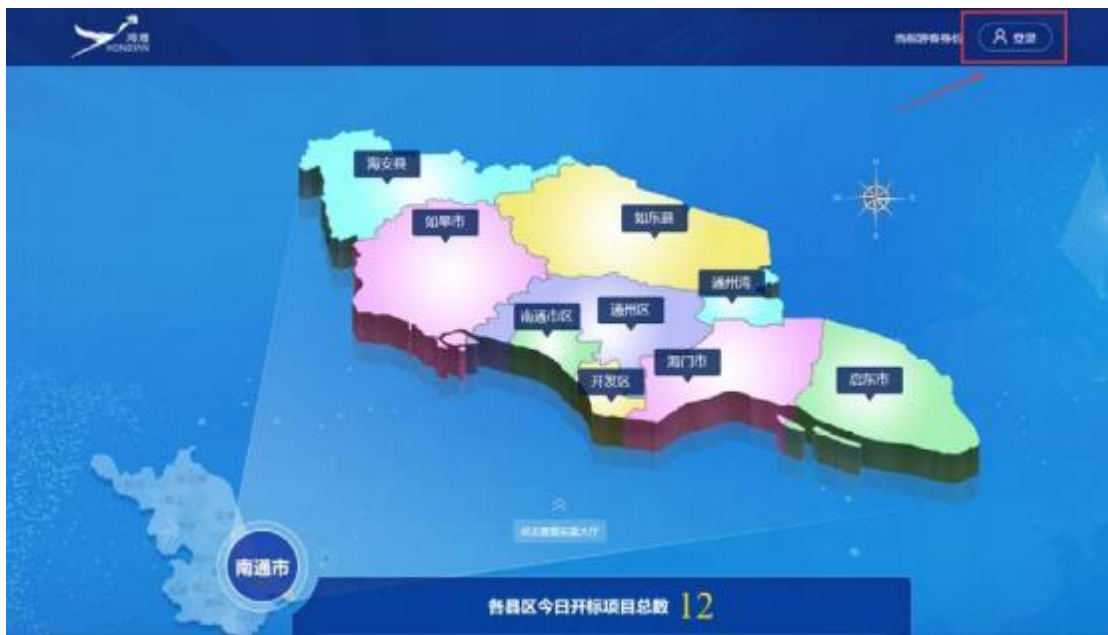 HONGYAN
登录
海安县
如皋市
如东县
通州湾
南通市区
通州区
海门市
开发区
启东市
南通市
各县区今日开标项目总数 12